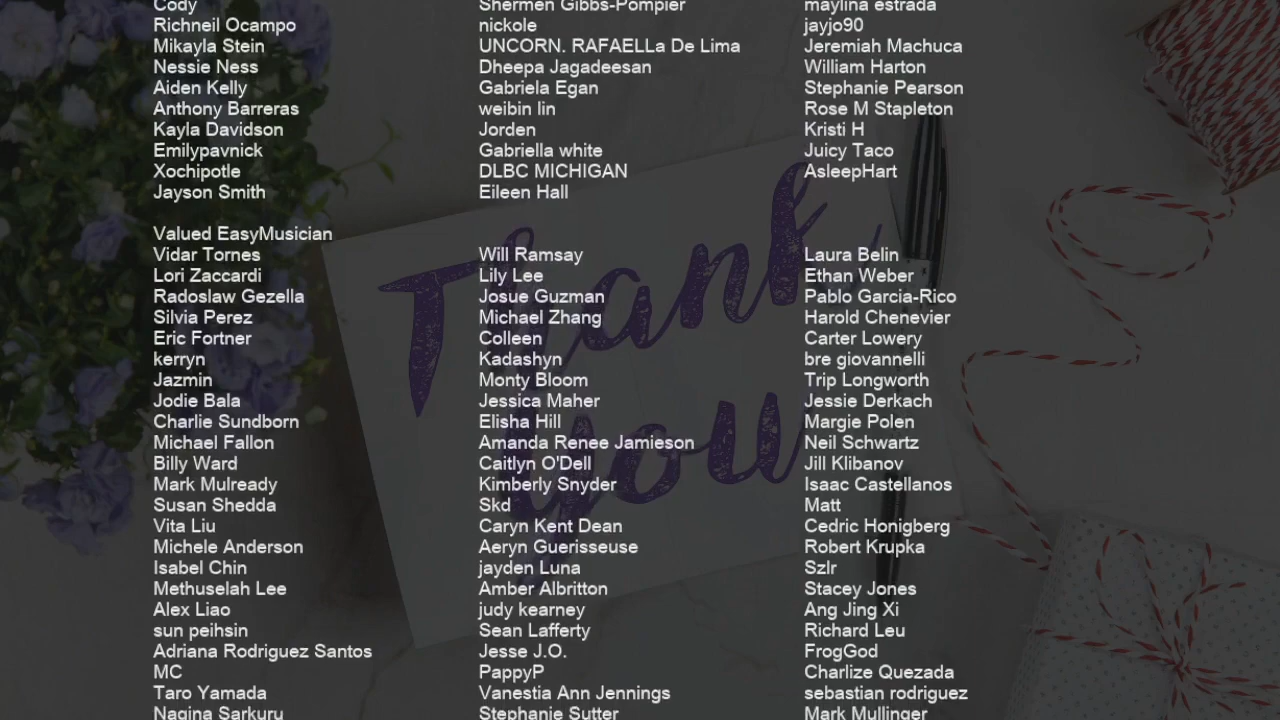 Cody
Richneil Ocampo
Mikayla Stein
Nessie Ness
Aiden Kelly
Anthony Barreras
Kayla Davidson
Emilypavnick
Xochipotle
Jayson Smith
Shermen Gibbs-Pompier
nickole
UNCORN. RAFAELLa De Lima
Dheepa Jagadeesan
Gabriela Egan
weibin lin
Jorden
Gabriella white
DLBC MICHIGAN
Eileen Hall
maylina estrada
jayjo90
Jeremiah Machuca
William Harton
Stephanie Pearson
Rose M Stapleton
Kristi H
Juicy Taco
AsleepHart
Valued EasyMusician
Vidar Tornes
Lori Zaccardi
Radoslaw Gezella
Silvia Perez
Eric Fortner
kerryn
Jazmin
Jodie Bala
Charlie Sundborn
Michael Fallon
Billy Ward
Mark Mulready
Susan Shedda
Vita Liu
Michele Anderson
Isabel Chin
Methuselah Lee
Alex Liao
sun peihsin
Adriana Rodriguez Santos
MC
Taro Yamada
Nagina Sarkuru
Will Ramsay
Lily Lee
Josue Guzman
Michael Zhang
Colleen
Kadashyn
Monty Bloom
Jessica Maher
Elisha Hill
Amanda Renee Jamieson
Caitlyn O'Dell
Kimberly Snyder
Skd
Caryn Kent Dean
Aeryn Guerisseuse
jayden Luna
Amber Albritton
judy kearney
Sean Lafferty
Jesse J.O.
PappyP
Vanestia Ann Jennings
Stephanie Sutter
Laura Belin
Ethan Weber
Pablo Garcia-Rico
Harold Chenevier
Carter Lowery
bre giovannelli
Trip Longworth
Jessie Derkach
Margie Polen
Neil Schwartz
Jill Klibanov
Isaac Castellanos
Matt
Cedric Honigberg
Robert Krupka
Szlr
Stacey Jones
Ang Jing Xi
Richard Leu
FrogGod
Charlize Quezada
sebastian rodriguez
Mark Mullinger
Thank
you